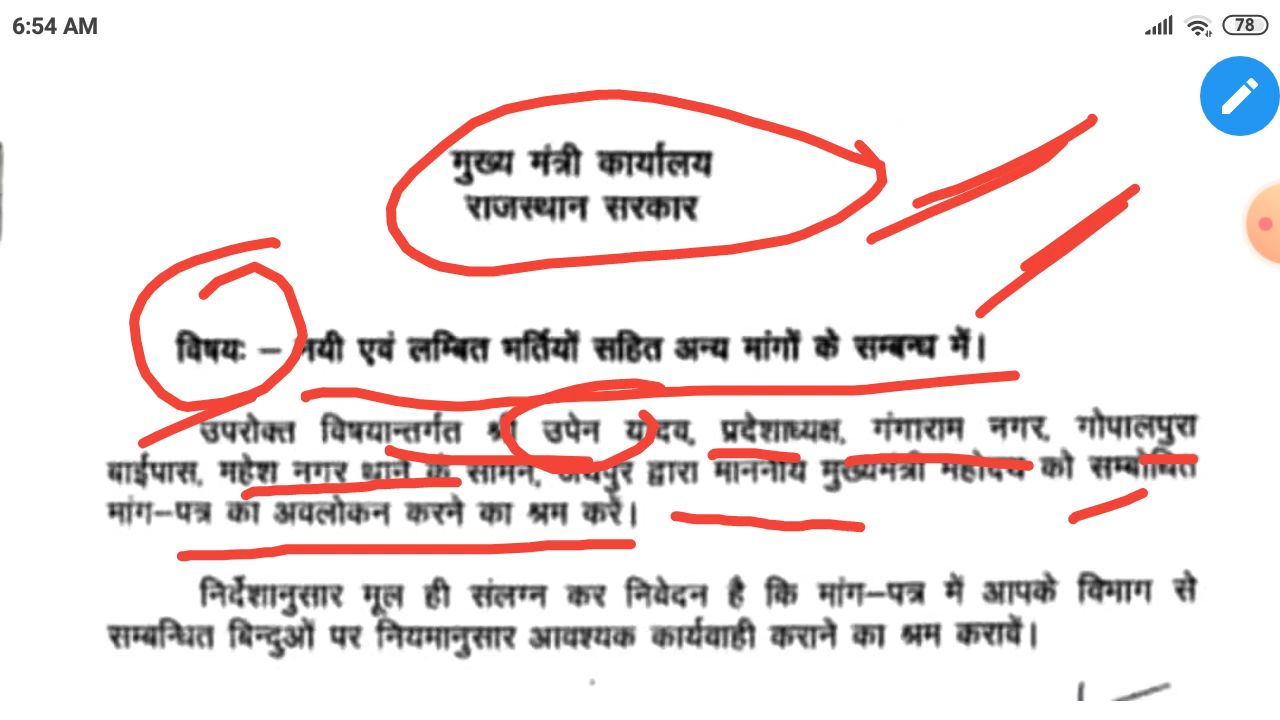 6:54 AM
78
मुख्य मंत्री कार्यालय
राजस्थान सरकार
विषयः – नयी एवं लम्बित भर्तियों सहित अन्य मांगों के सम्बन्ध में।
उपरोक्त विषयान्तर्गत श्री उपेन यादव, प्रदेशाध्यक्ष, गंगाराम नगर, गोपालपुरा
बाईपास, महेश नगर थाने के सामने, जयपुर द्वारा माननीय मुख्यमंत्री महोदय को सम्बोधित
मांग–पत्र का अवलोकन करने का श्रम करें।
निर्देशानुसार मूल ही संलग्न कर निवेदन है कि मांग–पत्र में आपके विभाग से
सम्बन्धित बिन्दुओं पर नियमानुसार आवश्यक कार्यवाही कराने का श्रम करावें।